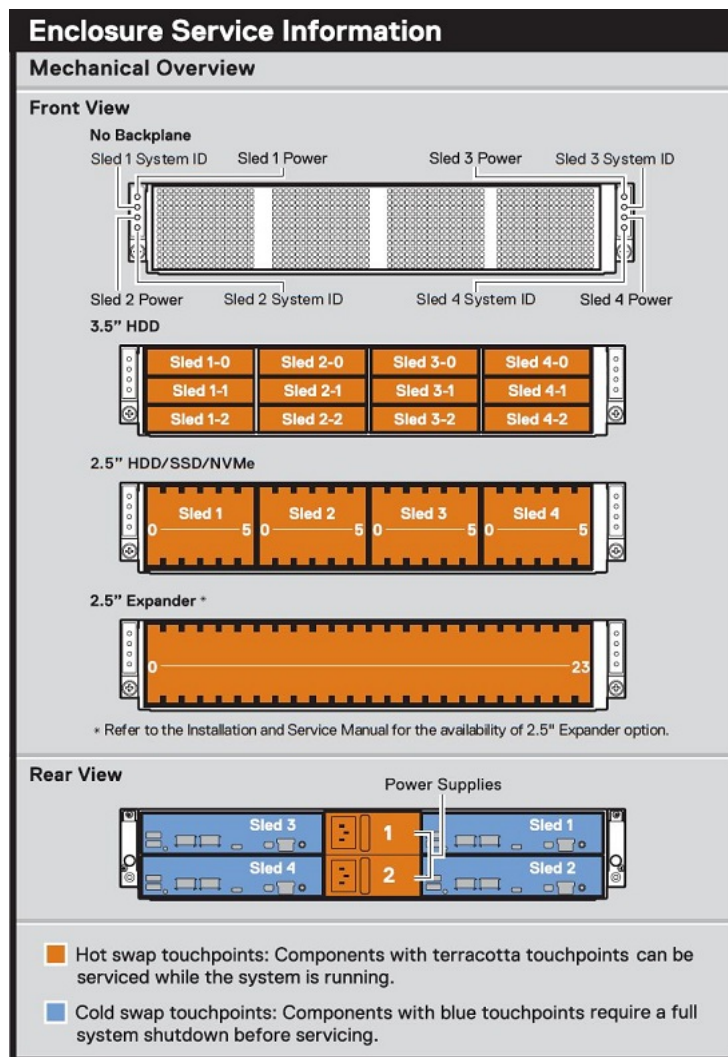 Enclosure Service Information
Mechanical Overview
Front View
No Backplane
Sled 1 System ID Sled 1 Power Sled 3 Power Sled 3 System ID
Sled 2 Power Sled 2 System ID Sled 4 System ID Sled 4 Power
3.5" HDD
Sled 1-0 Sled 2-0 Sled 3-0 Sled 4-0
Sled 1-1 Sled 2-1 Sled 3-1 Sled 4-1
Sled 1-2 Sled 2-2 Sled 3-2 Sled 4-2
2.5" HDD/SSD/NVMe
Sled 1 Sled 2 Sled 3 Sled 4
0 5 0 5 0 5 0 5
2.5" Expander *
0 23
* Refer to the Installation and Service Manual for the availability of 2.5" Expander option.
Rear View
Power Supplies
Sled 3 1 Sled 1
Sled 4 2 Sled 2
Hot swap touchpoints: Components with terracotta touchpoints can be
serviced while the system is running.
Cold swap touchpoints: Components with blue touchpoints require a full
system shutdown before servicing.